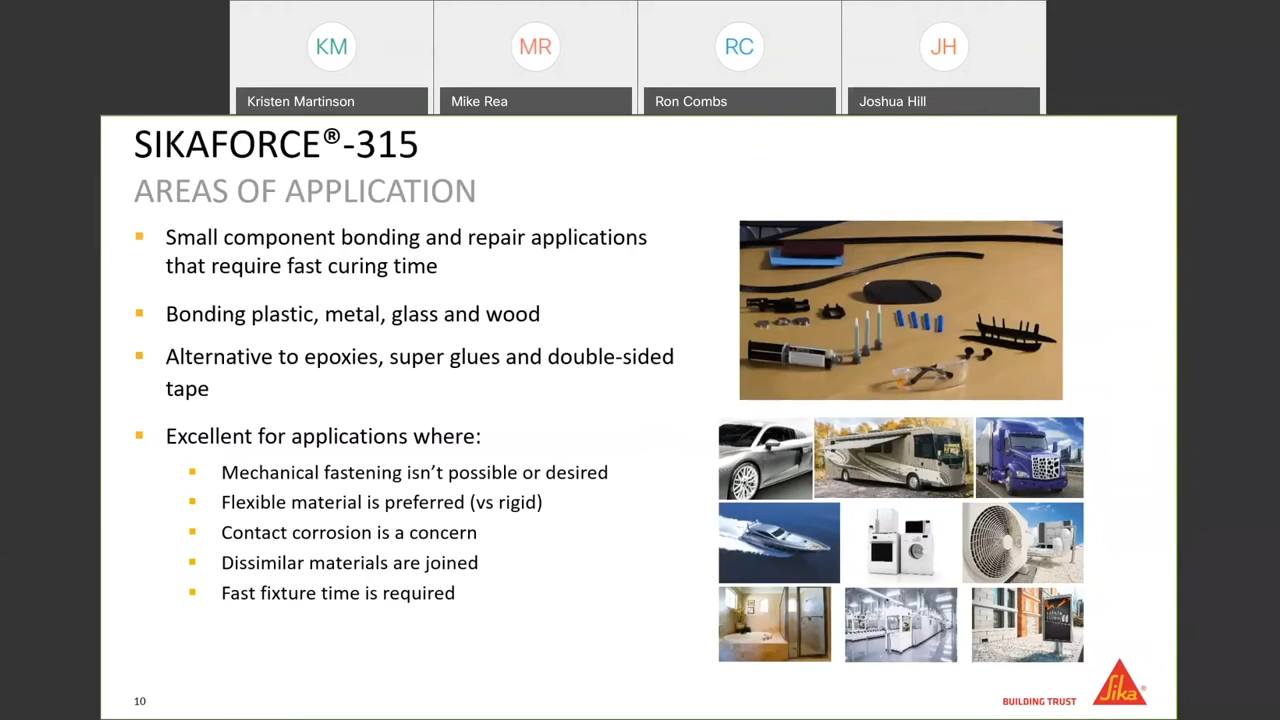 KM
MR
RC
JH
Kristen Martinson
Mike Rea
Ron Combs
Joshua Hill
SIKAFORCE®-315
AREAS OF APPLICATION
Small component bonding and repair applications
that require fast curing time
Bonding plastic, metal, glass and wood
Alternative to epoxies, super glues and double-sided
tape
Excellent for applications where:
Mechanical fastening isn't possible or desired
Flexible material is preferred (vs rigid)
Contact corrosion is a concern
Dissimilar materials are joined
Fast fixture time is required
10
BUILDING TRUST
Sika®